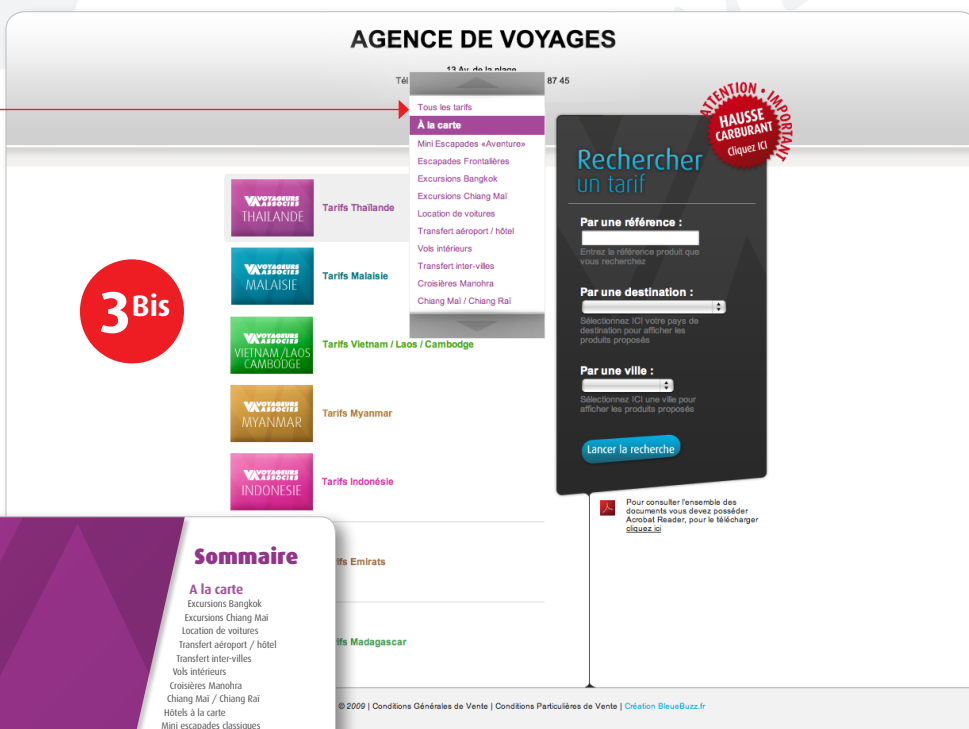 AGENCE DE VOYAGES
13 Av. de la plage
Tél
87 45
Tous les tarifs
À la carte
Mini Escapades «Aventure»
Escapades Frontalières
Excursions Bangkok
Excursions Chiang Maï
Location de voitures
Transfert aéroport / hôtel
Vols intérieurs
Transfert inter-villes
Croisières Manohra
Chiang Maï / Chiang Raï
ATTENTION • IMPORTANT
HAUSSE
CARBURANT
Cliquez ICI
Rechercher
un tarif
Par une référence :
Entrez la référence produit que
vous recherchez
Par une destination :
Sélectionnez ICI votre pays de
destination pour afficher les
produits proposés
Par une ville :
Sélectionnez ICI une ville pour
afficher les produits proposés
Lancer la recherche
Pour consulter l'ensemble des
documents vous devez posséder
Acrobat Reader, pour le télécharger
cliquez ici
VOYAGEURS
ASSOCIES
THAILANDE
Tarifs Thaïlande
VOYAGEURS
ASSOCIES
MALAISIE
Tarifs Malaisie
VOYAGEURS
ASSOCIES
VIETNAM/LAOS
CAMBODGE
Tarifs Vietnam / Laos / Cambodge
VOYAGEURS
ASSOCIES
MYANMAR
Tarifs Myanmar
VOYAGEURS
ASSOCIES
INDONESIE
Tarifs Indonésie
ifs Emirats
ifs Madagascar
3 Bis
Sommaire
A la carte
Excursions Bangkok
Excursions Chiang Mai
Location de voitures
Transfert aéroport / hôtel
Transfert inter-villes
Vols intérieurs
Croisières Manohra
Chiang Maï / Chiang Raï
Hôtels à la carte
Mini escapades classiques
© 2009 | Conditions Générales de Vente | Conditions Particulières de Vente | Création BleueBuzz.fr